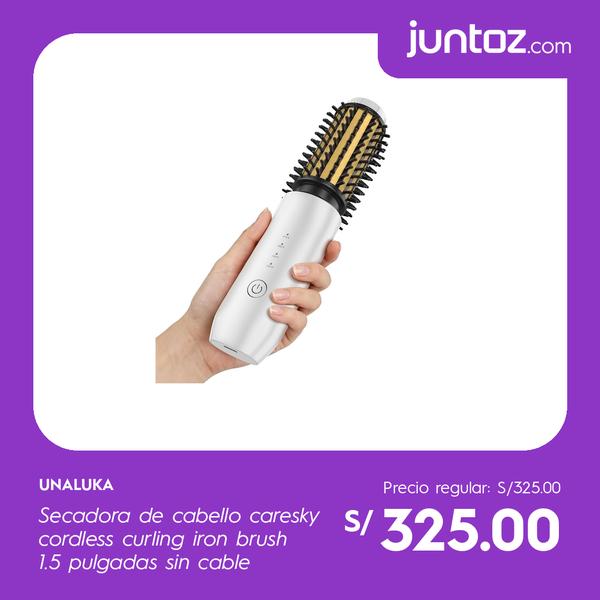 juntoz.com
UNALUKA
Secadora de cabello caresky
cordless curling iron brush
1.5 pulgadas sin cable
Precio regular: S/325.00
S/325.00